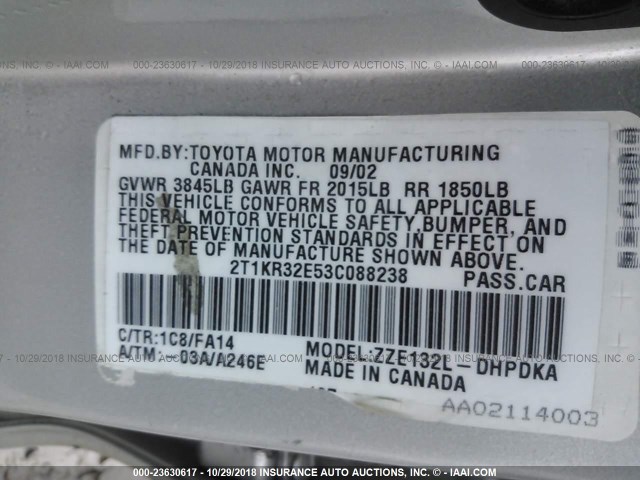 000-23630617 - 10/29/2018 INSURANCE AUTO AUCTIONS, INC. - IAAI.COM
MFD.BY:TOYOTA MOTOR MANUFACTURING
CANADA INC. 09/02
GVWR 3845LB GAWR FR 2015LB RR 1850LB
THIS VEHICLE CONFORMS TO ALL APPLICABLE
FEDERAL MOTOR VEHICLE SAFETY,BUMPER, AND
THEFT PREVENTION STANDARDS IN EFFECT ON
THE DATE OF MANUFACTURE SHOWN ABOVE.
2T1KR32E53C088238 PASS.CAR
C/TR:1C8/FA14 MODEL:ZZE132L-DHPDKA
A/TM: 03A/A246E MADE IN CANADA
AA02114003
000-23630617 - 10/29/2018 INSURANCE AUTO AUCTIONS, INC. - IAAI.COM